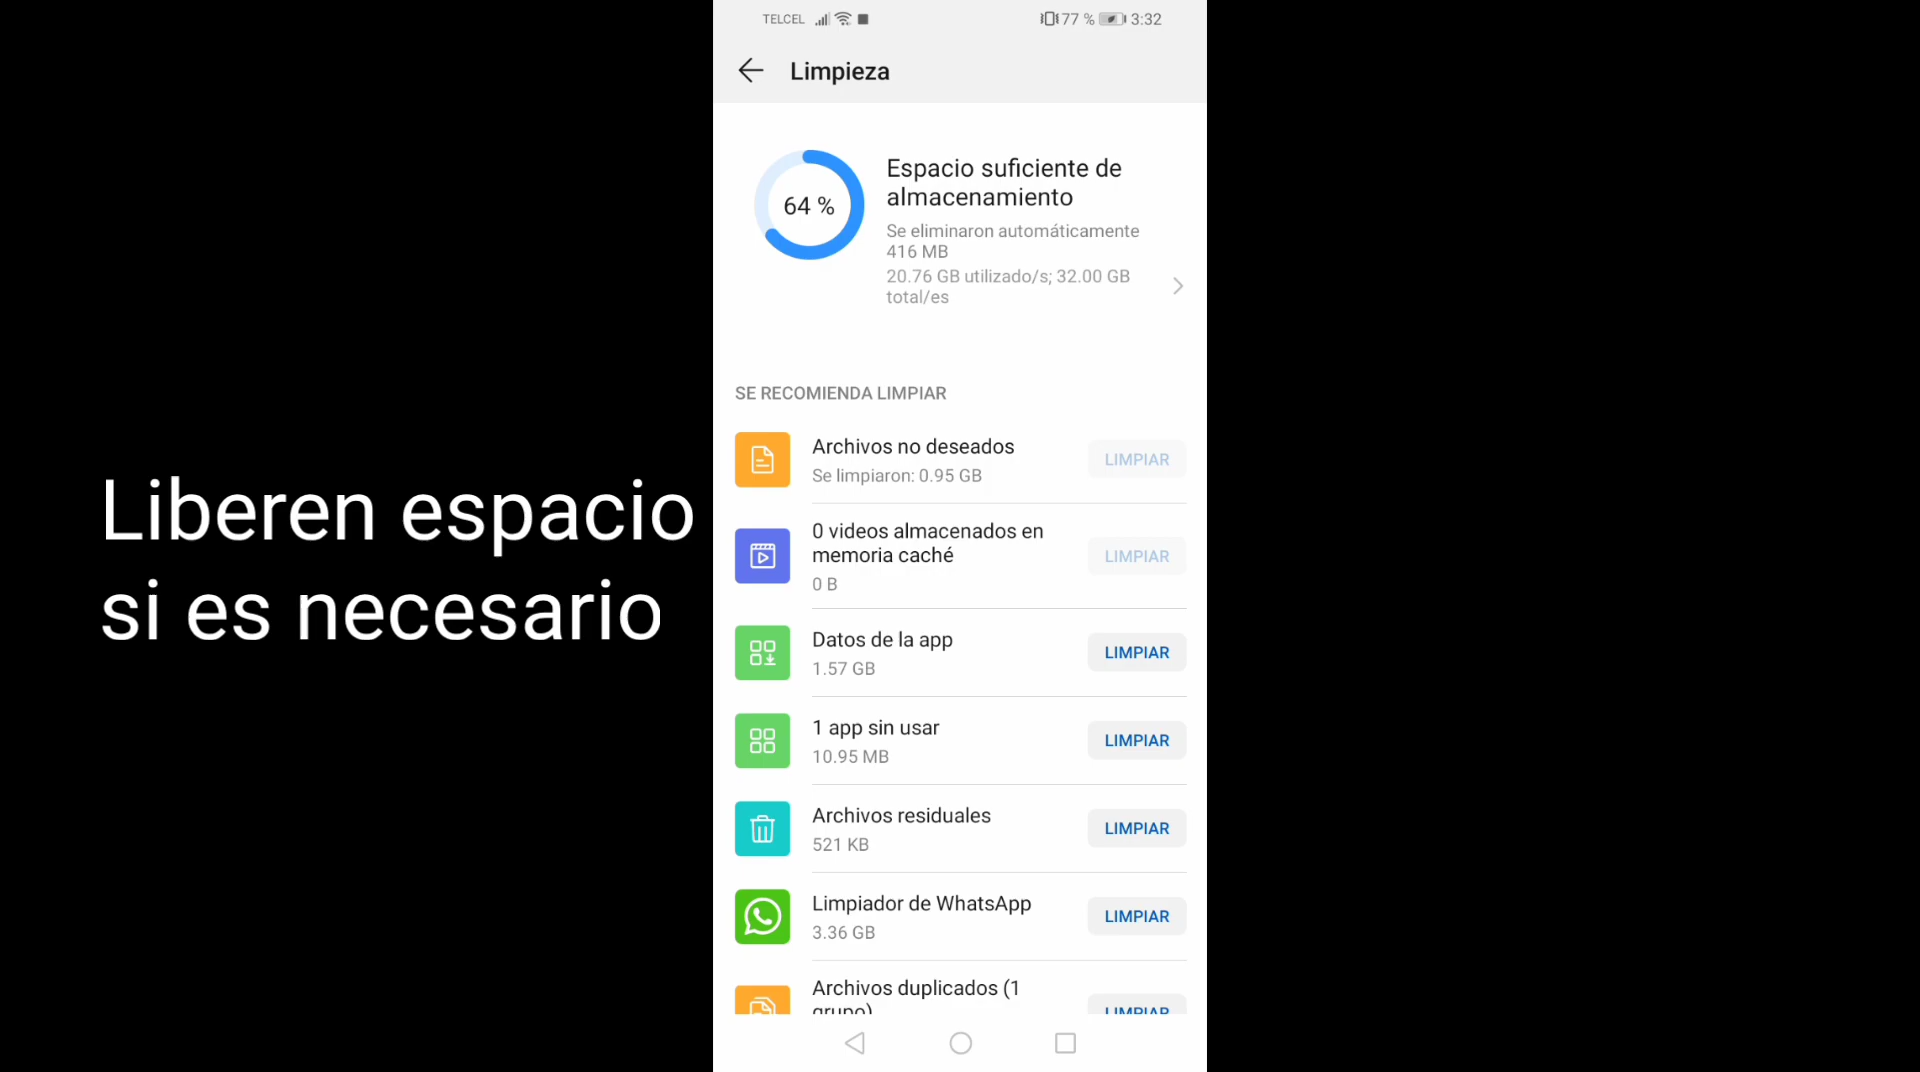 TELCEL
77 %
3:32
Limpieza
64 %
Espacio suficiente de
almacenamiento
Se eliminaron automáticamente
416 MB
20.76 GB utilizado/s; 32.00 GB
total/es
SE RECOMIENDA LIMPIAR
Archivos no deseados
Se limpiaron: 0.95 GB
LIMPIAR
0 videos almacenados en
memoria caché
0 B
LIMPIAR
Liberen espacio
si es necesario
Datos de la app
1.57 GB
LIMPIAR
1 app sin usar
10.95 MB
LIMPIAR
Archivos residuales
521 KB
LIMPIAR
Limpiador de WhatsApp
3.36 GB
LIMPIAR
Archivos duplicados (1
grupo)
LIMPIAR